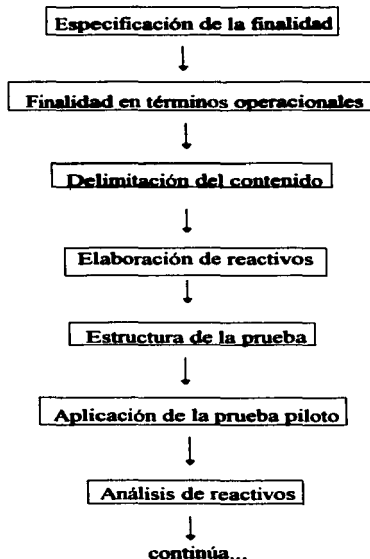 Especificación de la finalidad
Finalidad en términos operacionales
Delimitación del contenido
Elaboración de reactivos
Estructura de la prueba
Aplicación de la prueba piloto
Análisis de reactivos
continúa...